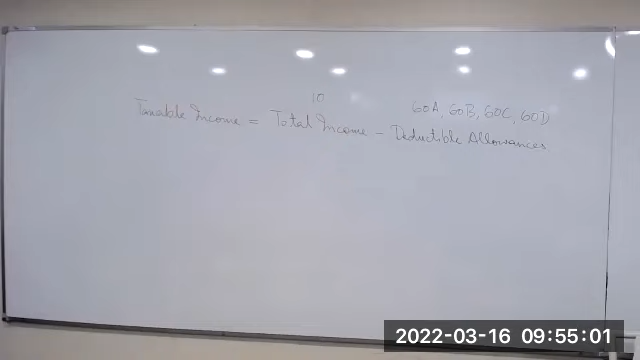 10 60A, 60B, 60C, 60D
Taxable Income = Total Income - Deductible Allowances
2022-03-16 09:55:01